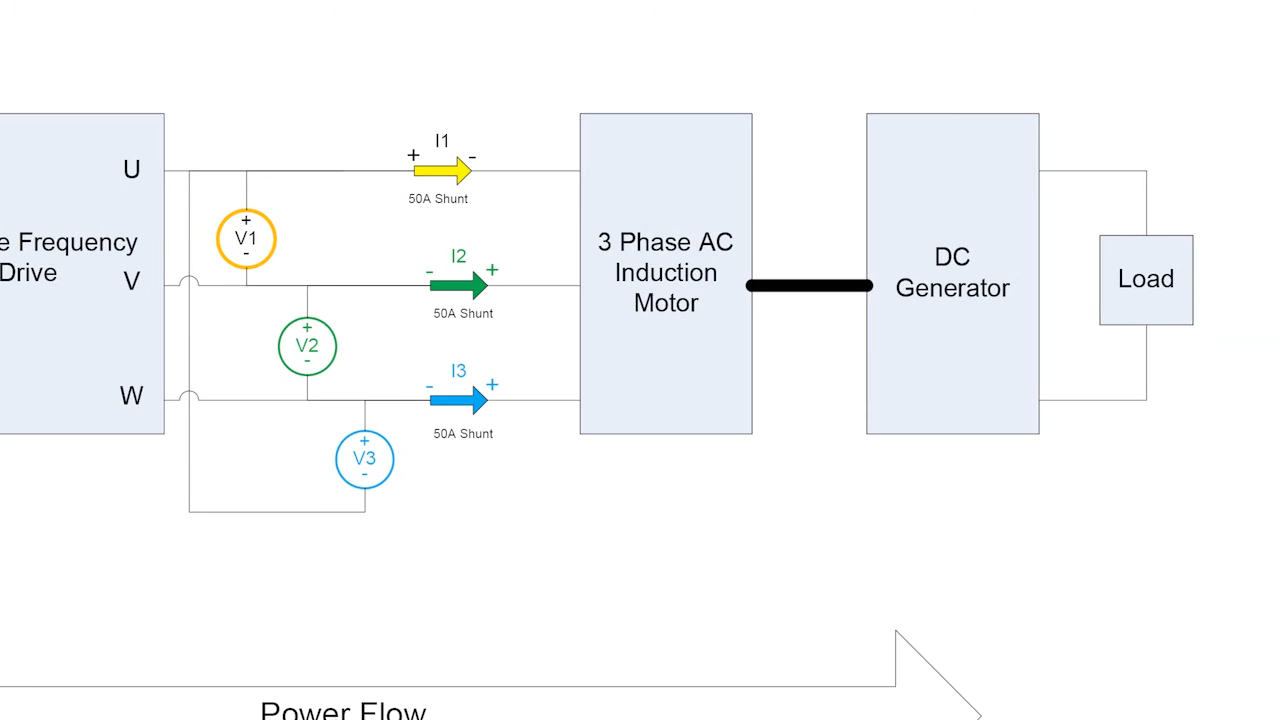 U
V
W
e Frequency
Drive
+
V1
-
+
V2
-
+
V3
-
I1
+ -
50A Shunt
I2
- +
50A Shunt
I3
- +
50A Shunt
3 Phase AC
Induction
Motor
DC
Generator
Load
Power Flow